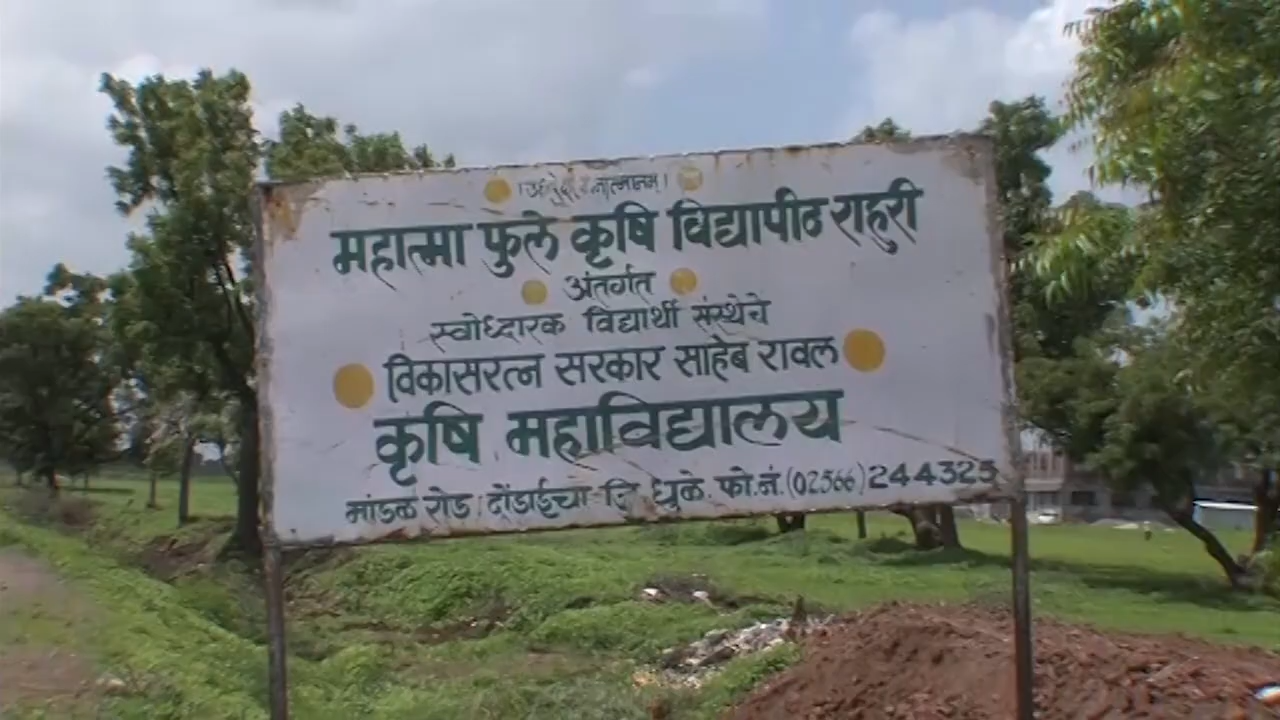 महात्मा फुले कृषि विद्यापीठ राहुरी
अंतर्गत
स्वोध्दारक विद्यार्थी संस्थेचे
विकासरत्न सरकार साहेब रावल
कृषि महाविद्यालय
मांडळ रोड दोंडाईचा जि धुळे. फो.नं.(02566)244325